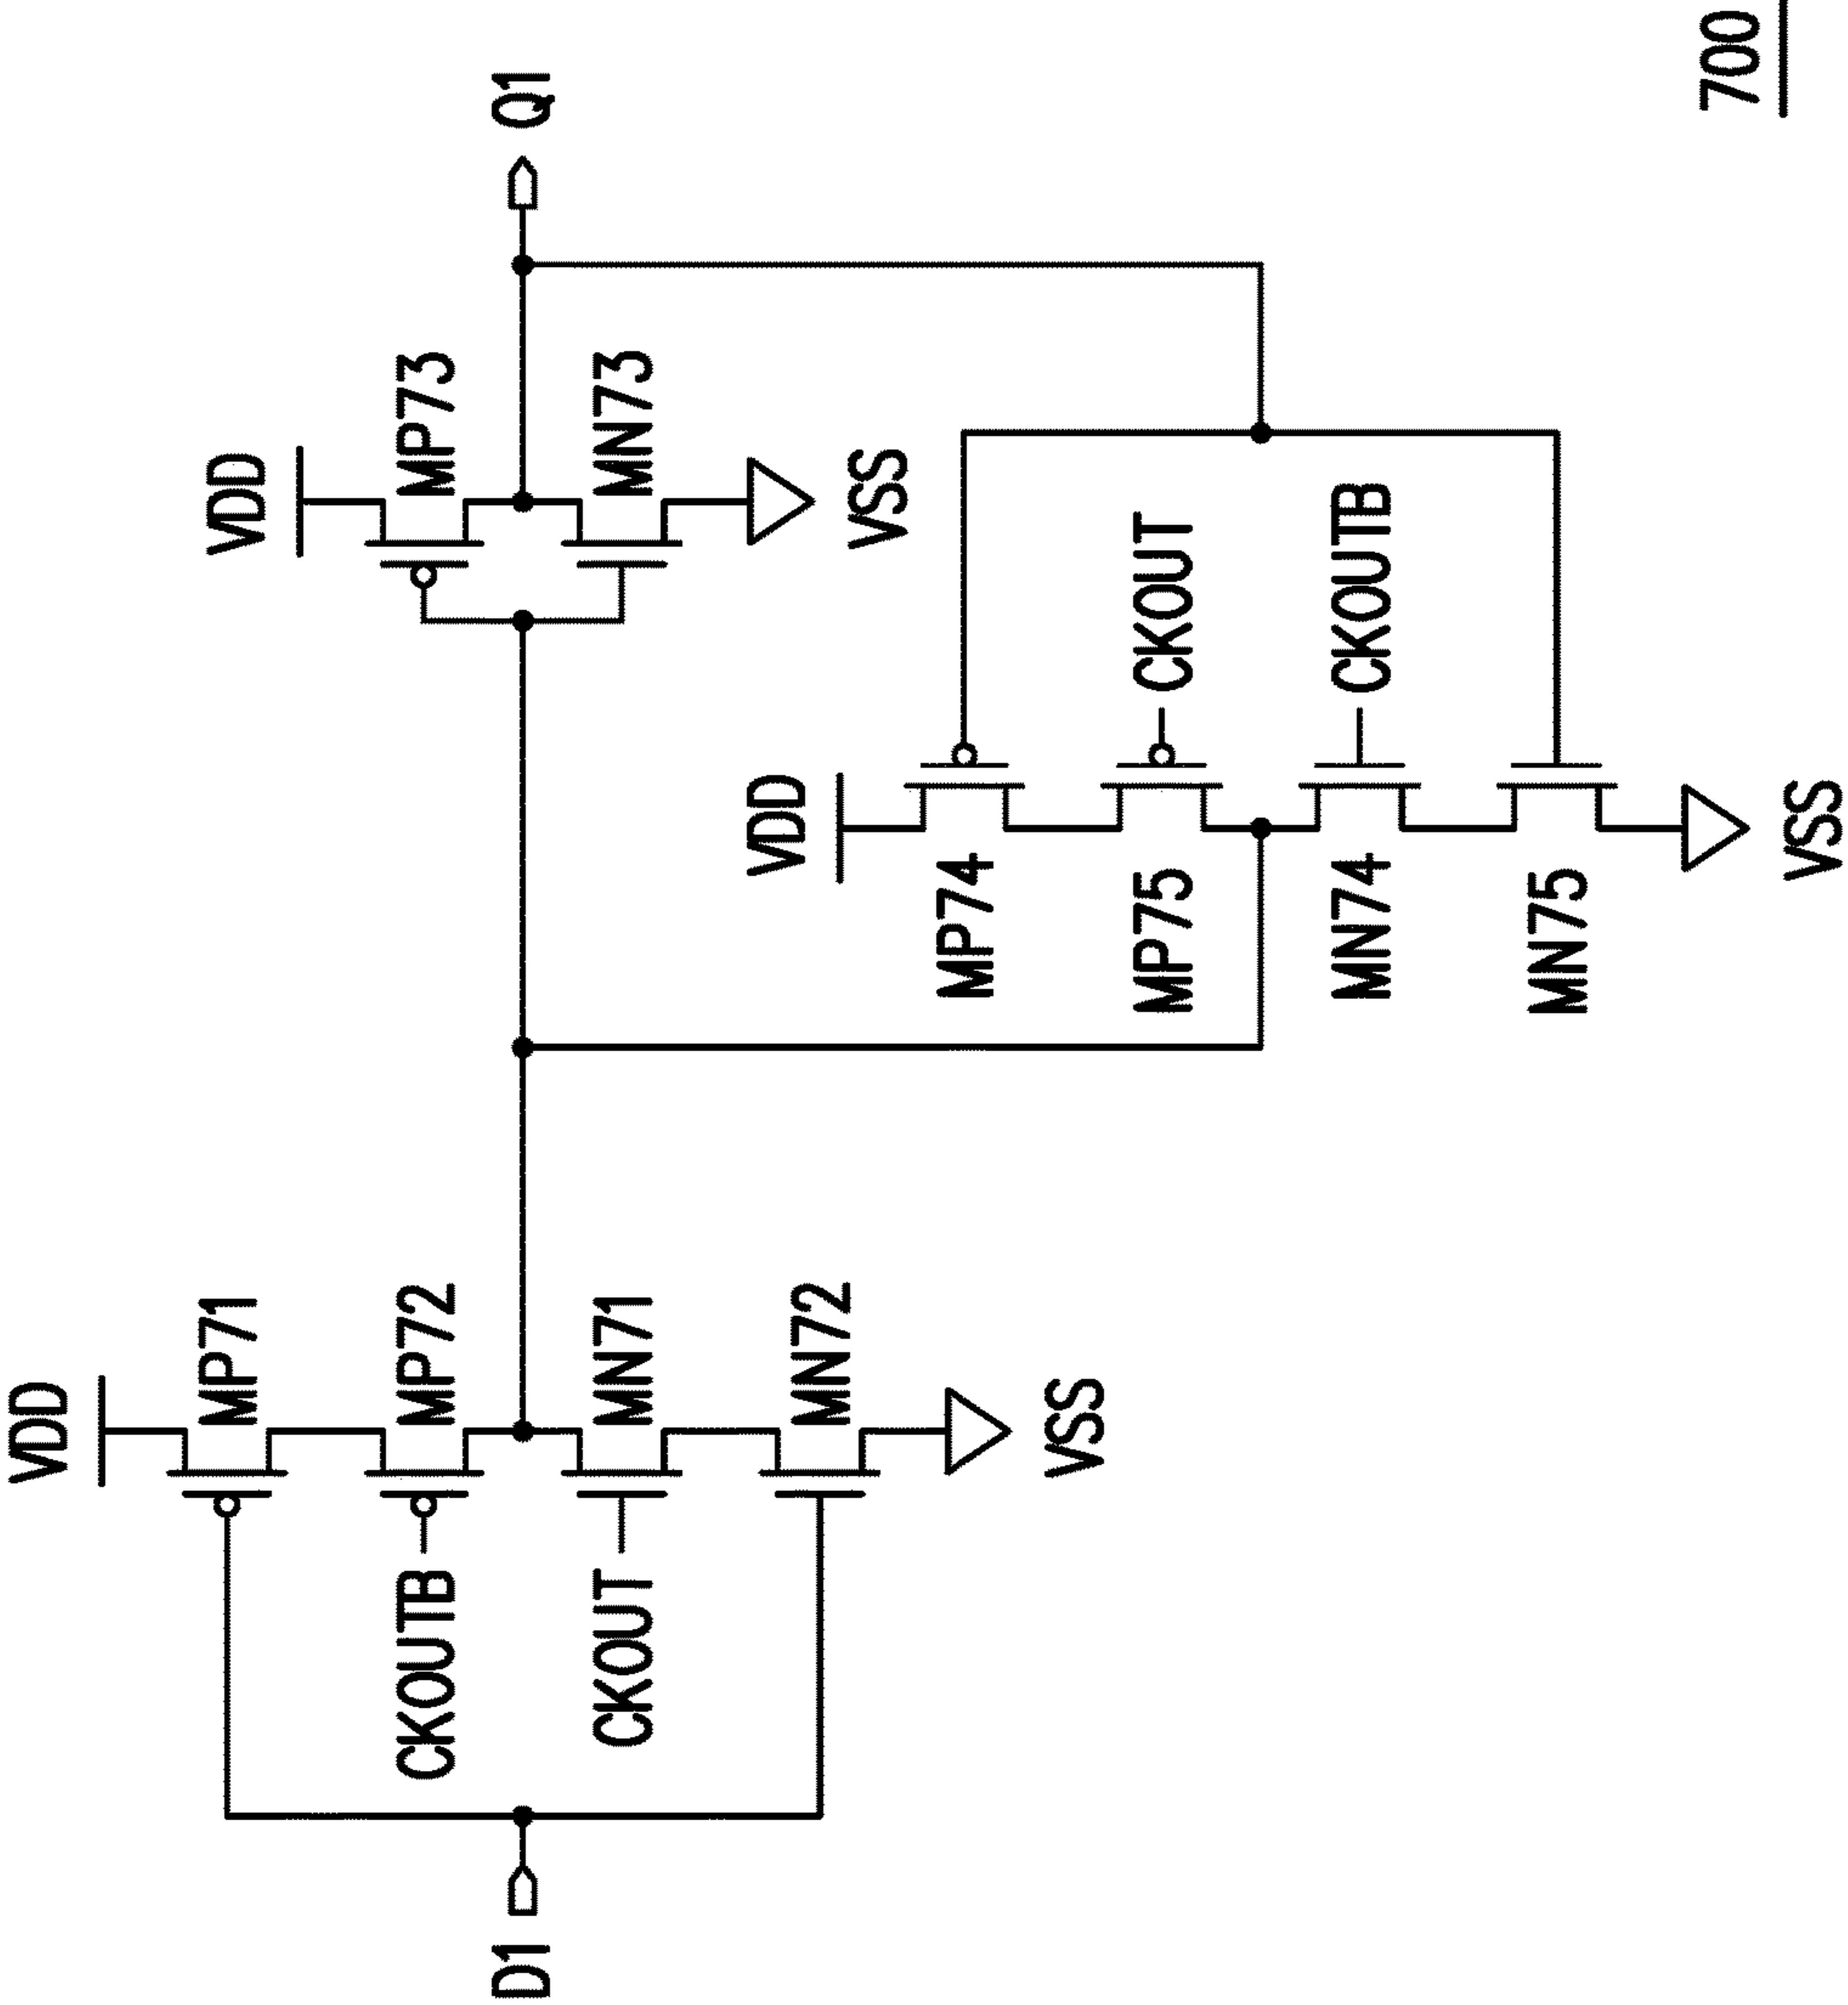 VDD
MP71
VDD
CKOUTB
MP72
MP73
D1
Q1
CKOUT
MN71
MN73
MN72
VDD
VSS
MP74
VSS
MP75
CKOUT
MN74
CKOUTB
MN75
VSS
700